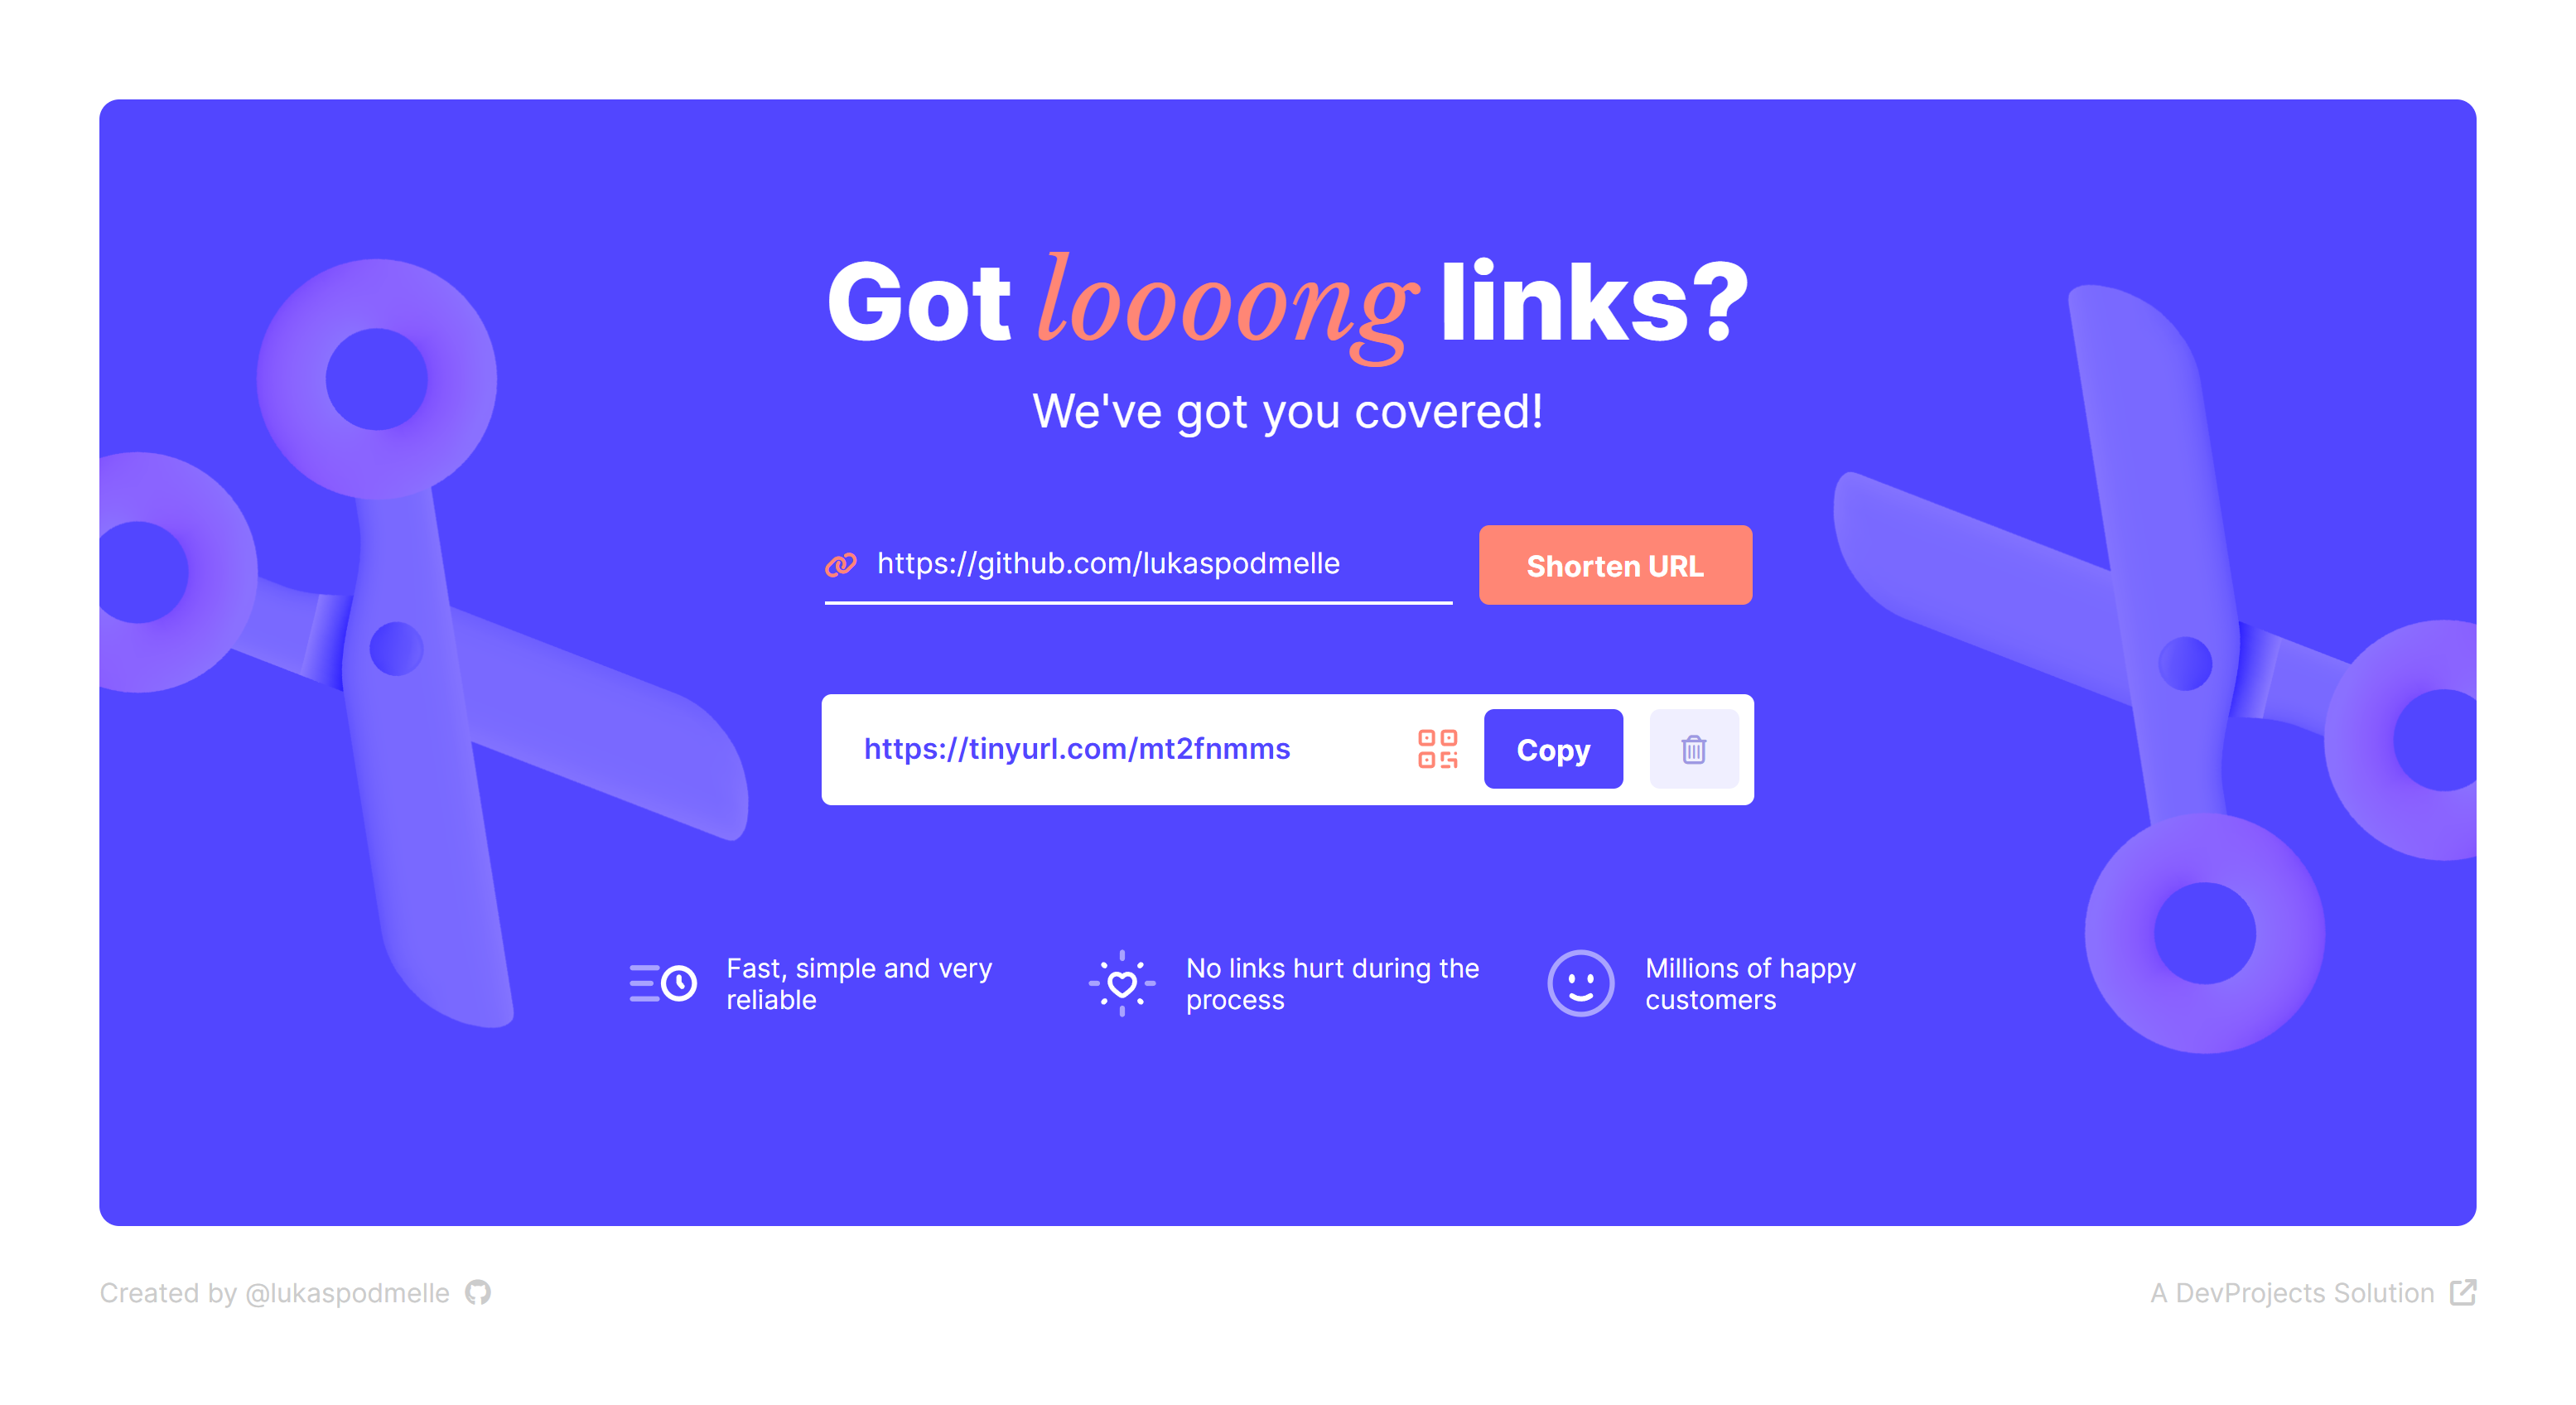 Got loooong links?
We've got you covered!
https://github.com/lukaspodmelle
Shorten URL
https://tinyurl.com/mt2fnmms
Copy
Fast, simple and very
reliable
No links hurt during the
process
Millions of happy
customers
Created by @lukaspodmelle
A DevProjects Solution